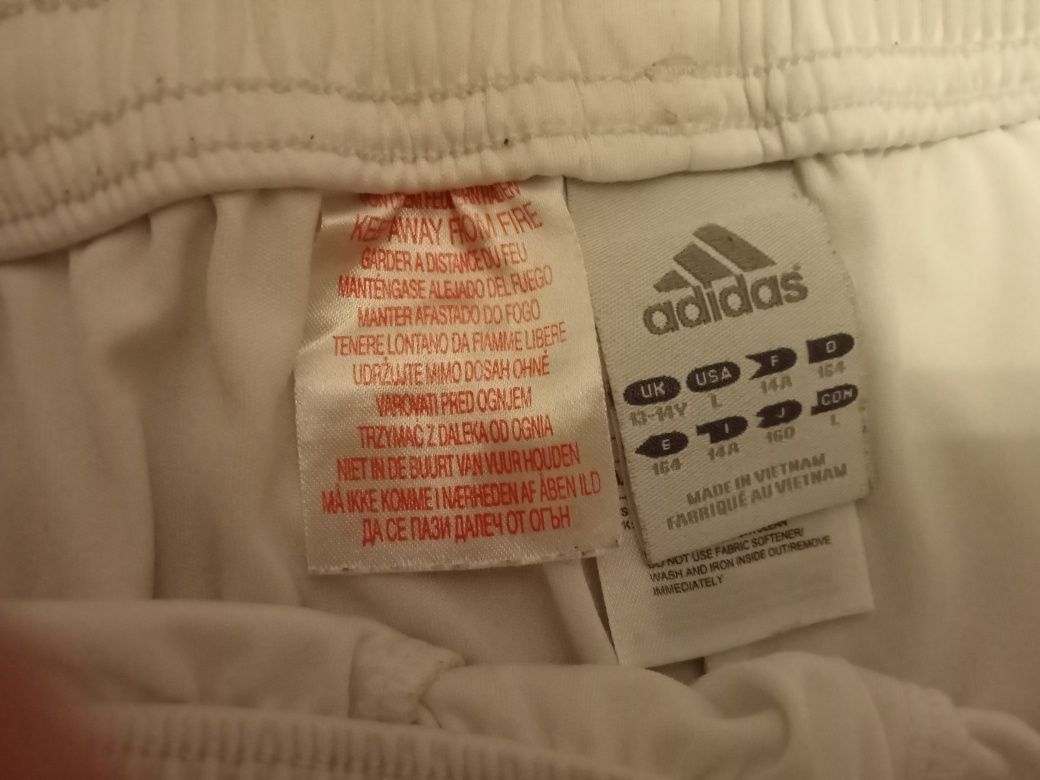 KEEP AWAY FROM FIRE
GARDER A DISTANCE DU FEU
MANTÉNGASE ALEJADO DEL FUEGO
MANTER AFASTADO DO FOGO
TENERE LONTANO DA FIAMME LIBERE
UDRŽUJTE MIMO DOSAH OHNĚ
VAROVATI PRED OGNJEM
TRZYMAĆ Z DALEKA OD OGNIA
NIET IN DE BUURT VAN VUUR HOUDEN
MÅ IKKE KOMME I NÆRHEDEN AF ÅBEN ILD
ДА СЕ ПАЗИ ДАЛЕЧ ОТ ОГЪН
adidas
UK USA F D
13-14Y L 14A 164
E I J COM
164 14A 160 L
MADE IN VIETNAM
FABRIQUÉ AU VIETNAM
DO NOT USE FABRIC SOFTENER/
WASH AND IRON INSIDE OUT/REMOVE
IMMEDIATELY